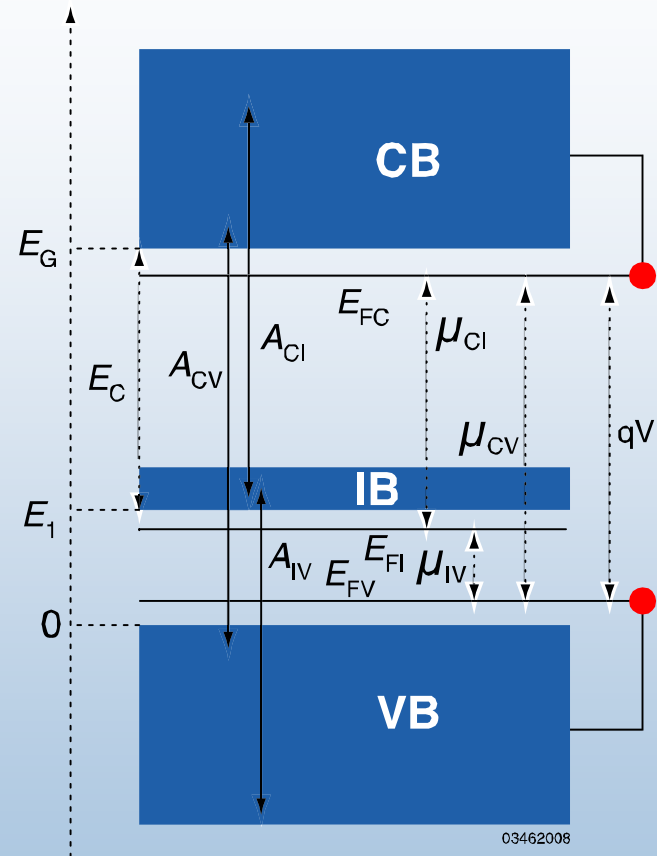 CB
E_G
E_FC
μ_CI
A_CI
A_CV
E_C
μ_CV
qV
IB
E_1
A_IV
E_FI
μ_IV
E_FV
0
VB
03462008